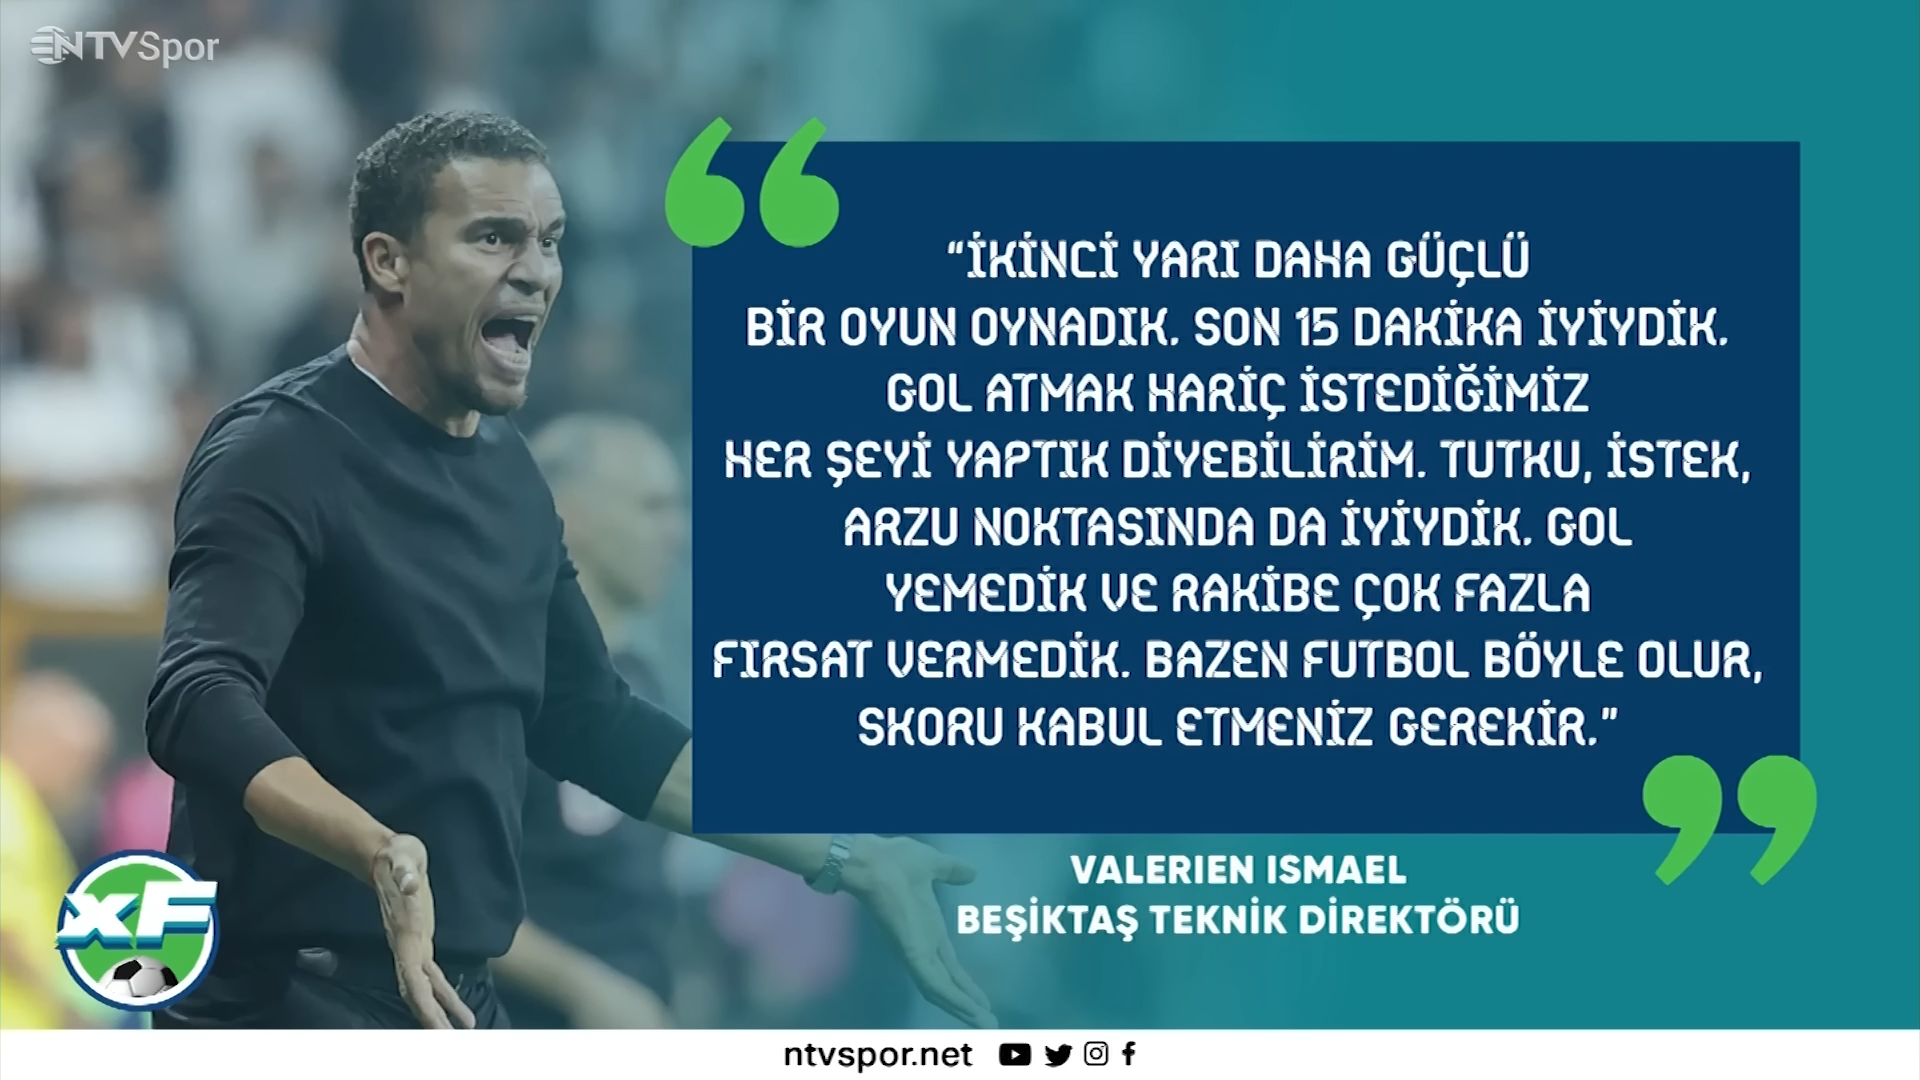 NTVSpor
“İKİNCİ YARI DAHA GÜÇLÜ
BİR OYUN OYNADIK. SON 15 DAKİKA İYİYDİK.
GOL ATMAK HARİÇ İSTEDİĞİMİZ
HER ŞEYİ YAPTIK DİYEBİLİRİM. TUTKU, İSTEK,
ARZU NOKTASINDA DA İYİYDİK. GOL
YEMEDİK VE RAKİBE ÇOK FAZLA
FIRSAT VERMEDİK. BAZEN FUTBOL BÖYLE OLUR,
SKORU KABUL ETMENİZ GEREKİR.”
VALERIEN ISMAEL
BEŞİKTAŞ TEKNİK DİREKTÖRÜ
xF
ntvspor.net